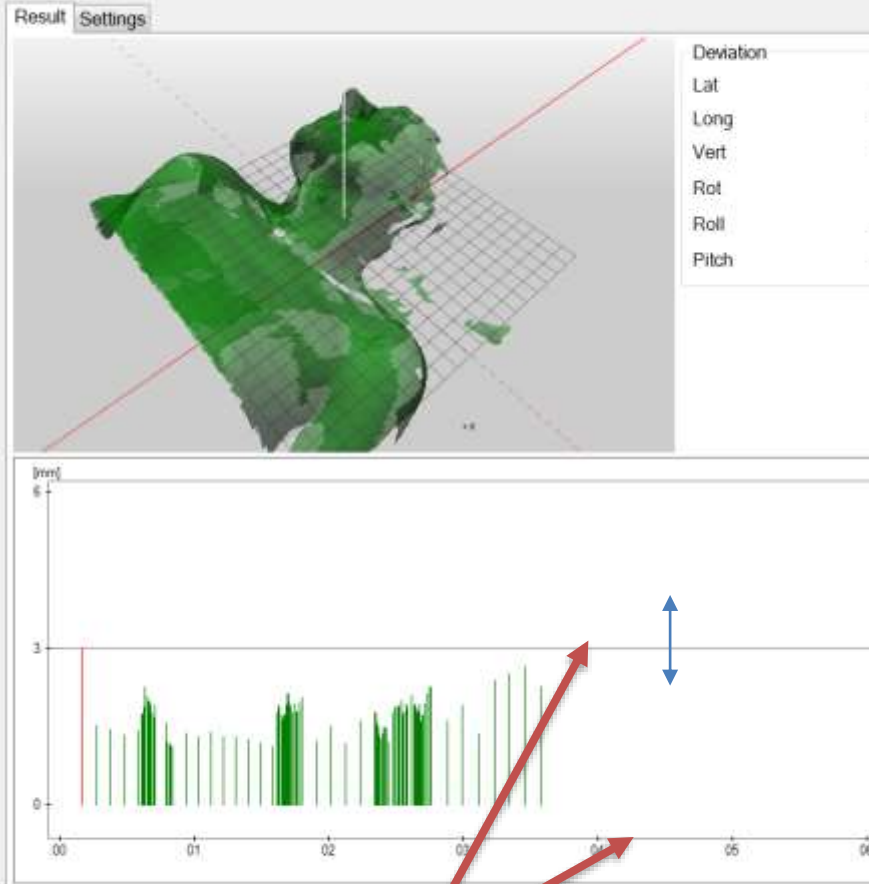 Result Settings
Deviation
Lat
Long
Vert
Rot
Roll
Pitch
[mm]
6
3
0
00 01 02 03 04 05 06